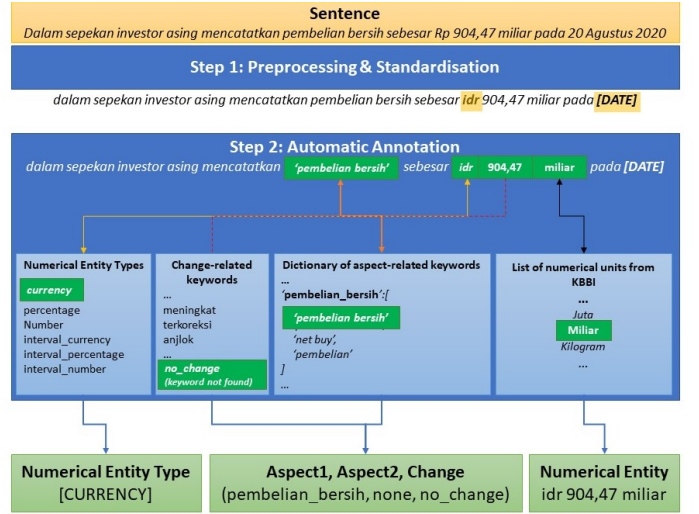 Sentence
Dalam sepekan investor asing mencatatkan pembelian bersih sebesar Rp 904,47 miliar pada 20 Agustus 2020
Step 1: Preprocessing & Standardisation
dalam sepekan investor asing mencatatkan pembelian bersih sebesar idr 904,47 miliar pada [DATE]
Step 2: Automatic Annotation
dalam sepekan investor asing mencatatkan 'pembelian bersih' sebesar idr 904,47 miliar pada [DATE]
Numerical Entity Types
currency
percentage
Number
interval_currency
interval_percentage
interval_number
Change-related
keywords
...
meningkat
terkoreksi
anjlok
...
no_change
(keyword not found)
Dictionary of aspect-related keywords
...
'pembelian_bersih':[
'pembelian bersih'
'net buy',
'pembelian'
]
...
List of numerical units from
KBBI
...
Juta
Miliar
Kilogram
...
Numerical Entity Type
[CURRENCY]
Aspect1, Aspect2, Change
(pembelian_bersih, none, no_change)
Numerical Entity
idr 904,47 miliar